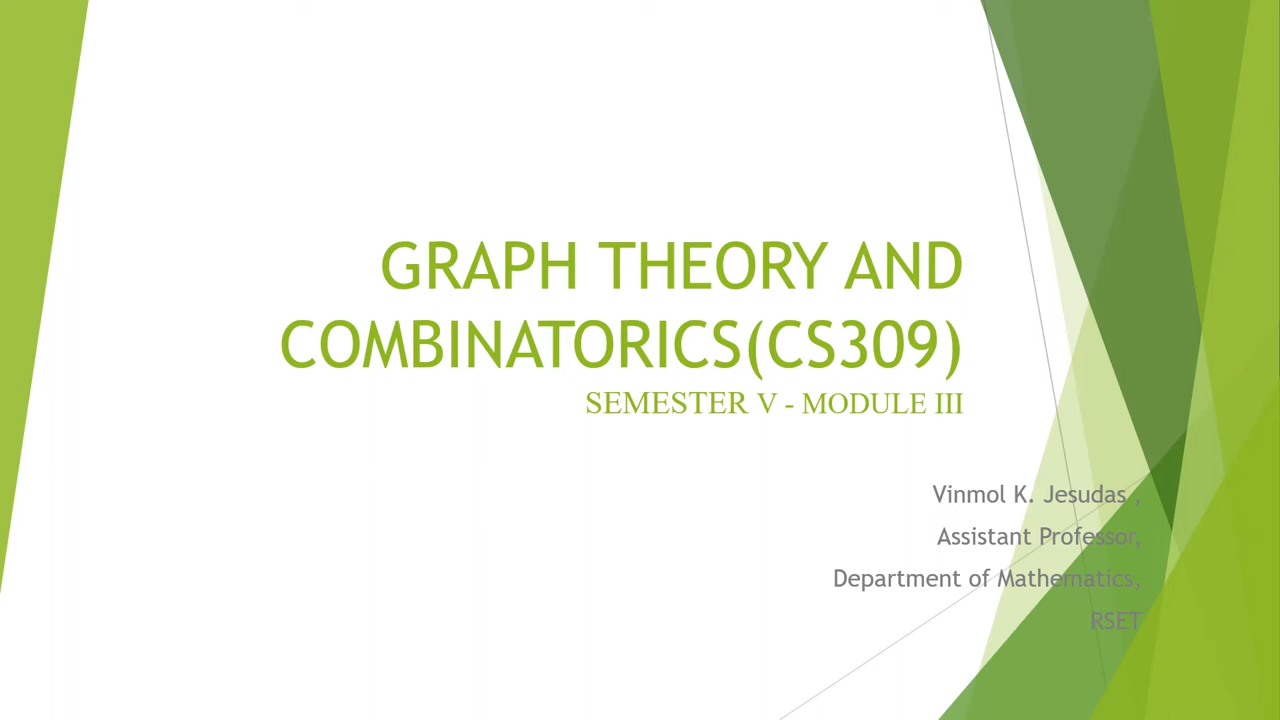 GRAPH THEORY AND
COMBINATORICS(CS309)
SEMESTER V - MODULE III
Vinmol K. Jesudas ,
Assistant Professor,
Department of Mathematics,
RSET